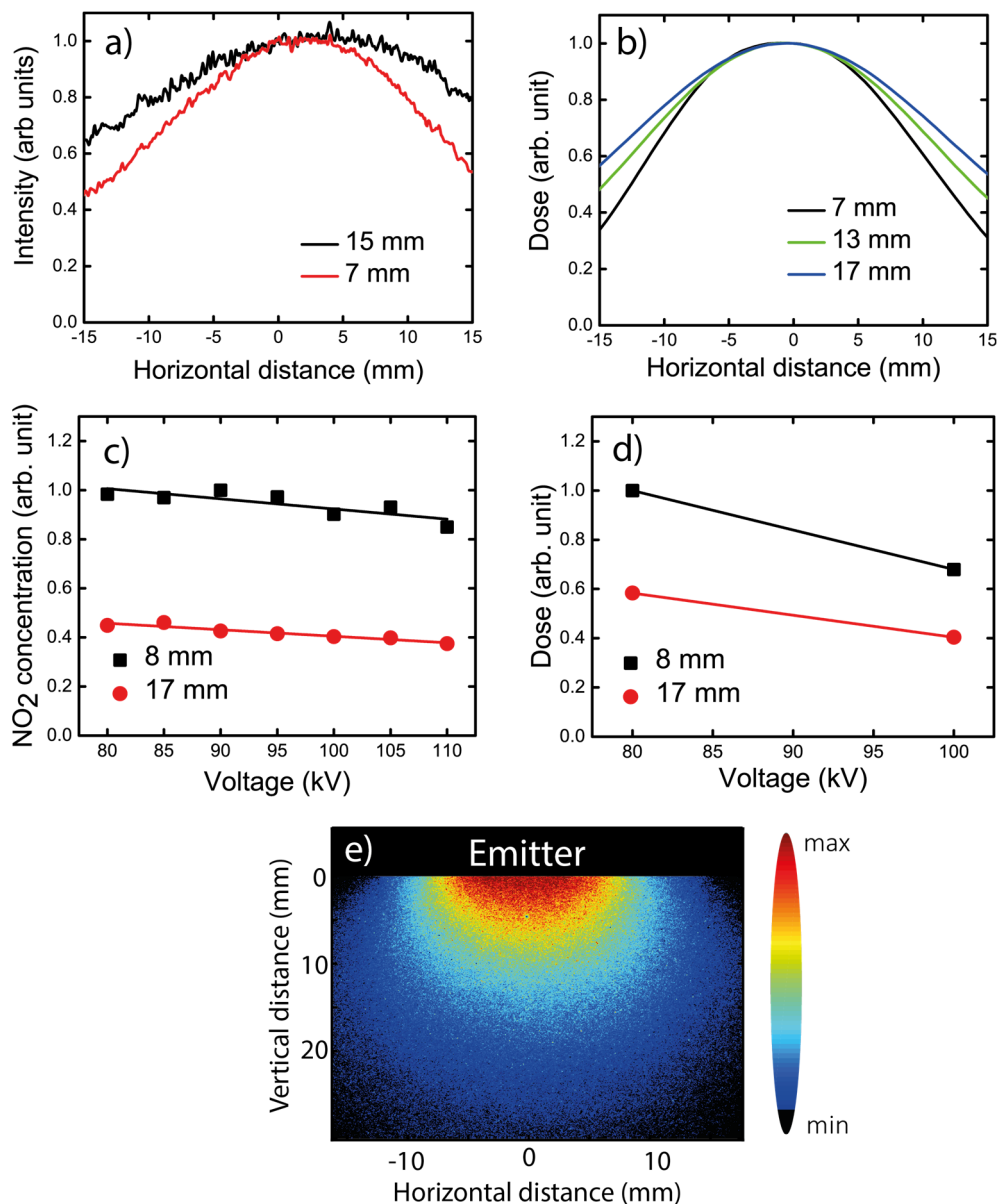 a)
Intensity (arb units)
1.0
0.8
0.6
0.4
0.2
0.0
15 mm
7 mm
-15 -10 -5 0 5 10 15
Horizontal distance (mm)
b)
Dose (arb. unit)
1.0
0.8
0.6
0.4
0.2
0.0
7 mm
13 mm
17 mm
-15 -10 -5 0 5 10 15
Horizontal distance (mm)
c)
NO2 concentration (arb. unit)
1.2
1.0
0.8
0.6
0.4
0.2
0.0
8 mm
17 mm
80 85 90 95 100 105 110
Voltage (kV)
d)
Dose (arb. unit)
1.2
1.0
0.8
0.6
0.4
0.2
0.0
8 mm
17 mm
80 85 90 95 100
Voltage (kV)
e)
Emitter
Vertical distance (mm)
0
10
20
-10 0 10
Horizontal distance (mm)
max
min